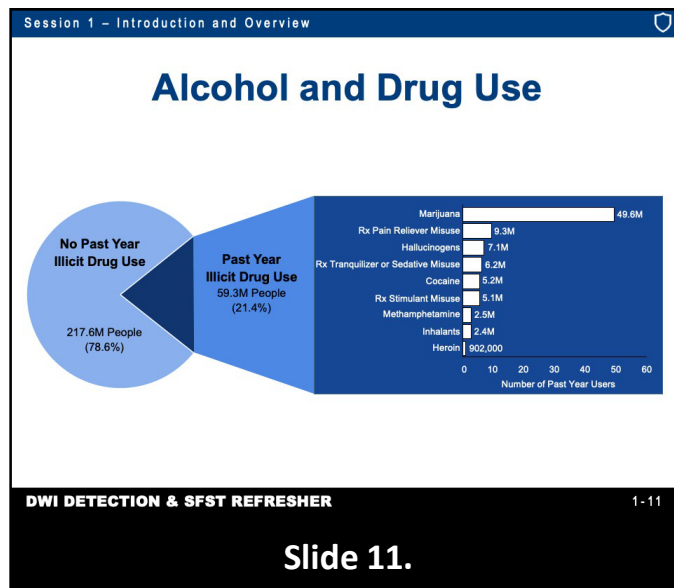 Session 1 – Introduction and Overview
Alcohol and Drug Use
No Past Year
Illicit Drug Use
217.6M People
(78.6%)
Past Year
Illicit Drug Use
59.3M People
(21.4%)
Marijuana 49.6M
Rx Pain Reliever Misuse 9.3M
Hallucinogens 7.1M
Rx Tranquilizer or Sedative Misuse 6.2M
Cocaine 5.2M
Rx Stimulant Misuse 5.1M
Methamphetamine 2.5M
Inhalants 2.4M
Heroin 902,000
0 10 20 30 40 50 60
Number of Past Year Users
DWI DETECTION & SFST REFRESHER 1-11
Slide 11.